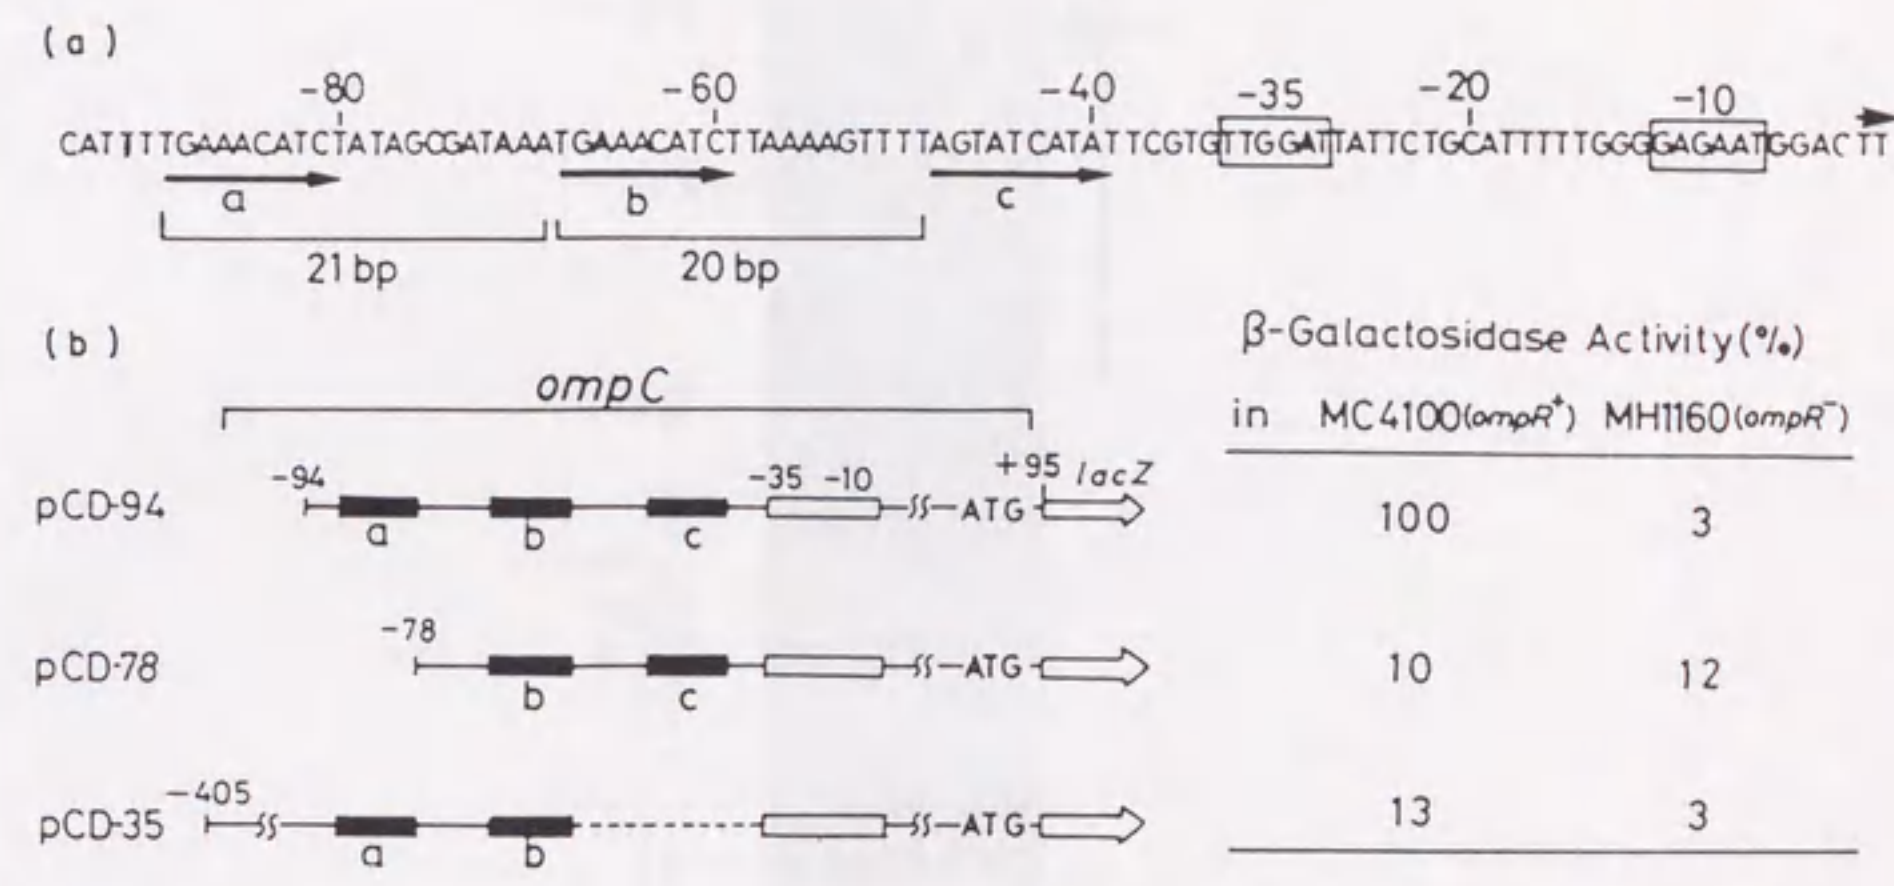 (a)
-80 -60 -40 -35 -20 -10
CATTTTGAAACATCTATAGCGATAAATGAAACATCTTAAAAGTTTTAGTATCATATTCGTGTTGGATTATTCTGCATTTTTGGGGAGAATGGACTT
a b c
21 bp 20 bp
(b)
β-Galactosidase Activity (%)
ompC
in MC4100(ompR⁺) MH1160(ompR⁻)
-94 -35 -10 +95 lacZ
pCD-94 ATG 100 3
a b c
-78
pCD-78 ATG 10 12
b c
-405
pCD-35 ATG 13 3
a b